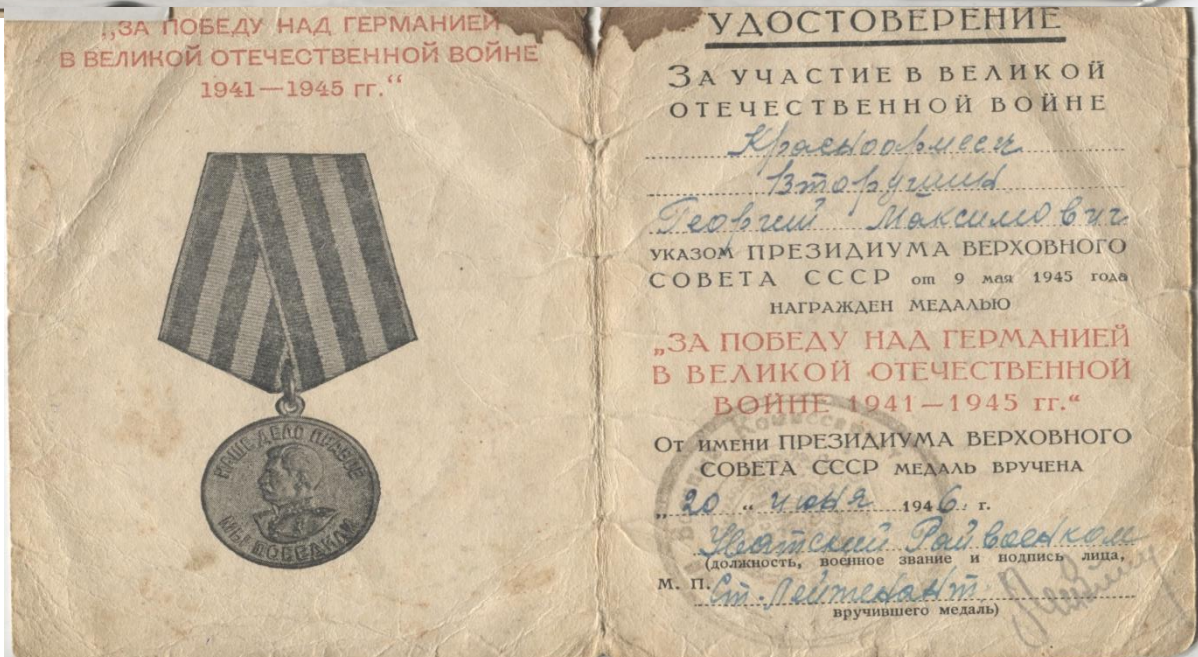 „ЗА ПОБЕДУ НАД ГЕРМАНИЕЙ
В ВЕЛИКОЙ ОТЕЧЕСТВЕННОЙ ВОЙНЕ
1941—1945 гг.“
НАШЕ ДЕЛО ПРАВОЕ
МЫ ПОБЕДИЛИ
УДОСТОВЕРЕНИЕ
ЗА УЧАСТИЕ В ВЕЛИКОЙ
ОТЕЧЕСТВЕННОЙ ВОЙНЕ
Красноармеец
Вторушин
Георгий Максимович
УКАЗОМ ПРЕЗИДИУМА ВЕРХОВНОГО
СОВЕТА СССР от 9 мая 1945 года
НАГРАЖДЕН МЕДАЛЬЮ
„ЗА ПОБЕДУ НАД ГЕРМАНИЕЙ
В ВЕЛИКОЙ ОТЕЧЕСТВЕННОЙ
ВОЙНЕ 1941—1945 гг.“
От имени ПРЕЗИДИУМА ВЕРХОВНОГО
СОВЕТА СССР МЕДАЛЬ ВРУЧЕНА
„20 “ июня 1946 г.
Уватский Райвоенком
(должность, военное звание и подпись лица,
М. П. Ст. Лейтенант
вручившего медаль)